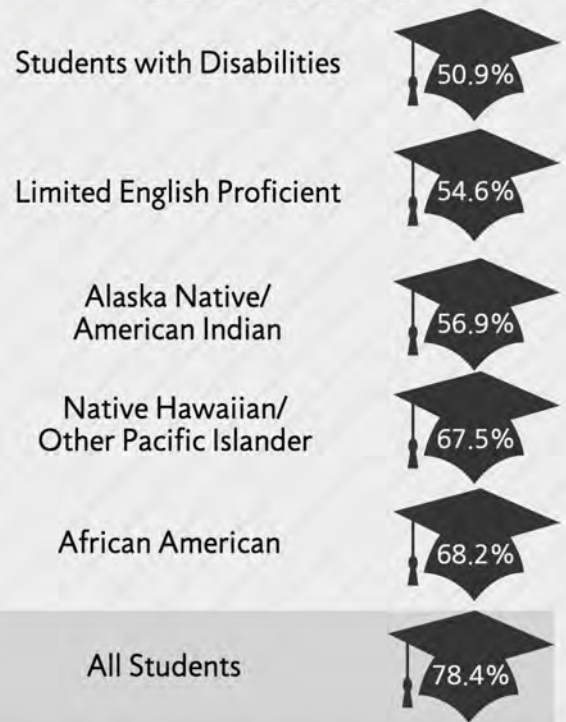 Students with Disabilities
50.9%
Limited English Proficient
54.6%
Alaska Native/
American Indian
56.9%
Native Hawaiian/
Other Pacific Islander
67.5%
African American
68.2%
All Students
78.4%